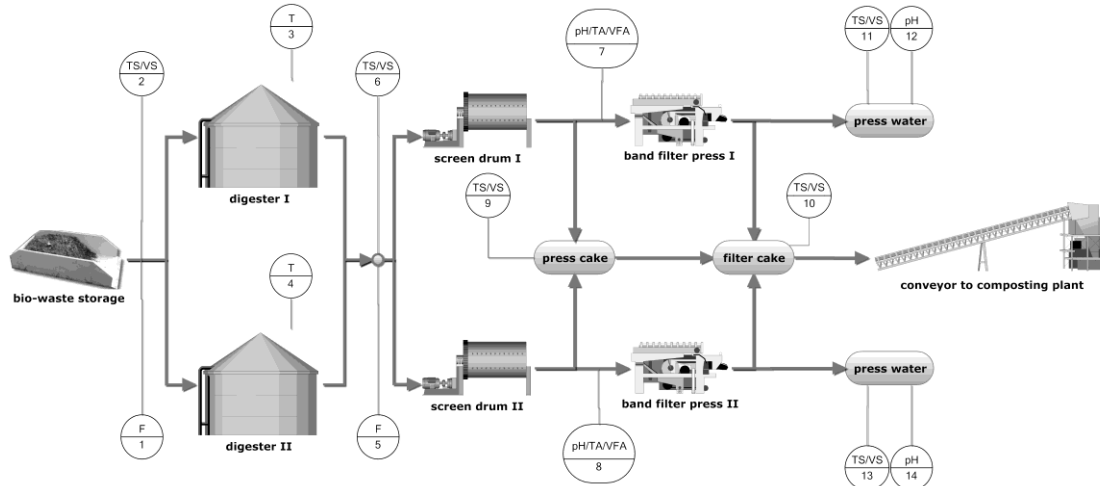 T
3
pH/TA/VFA
7
TS/VS
11
pH
12
TS/VS
2
TS/VS
6
press water
screen drum I
band filter press I
digester I
TS/VS
9
TS/VS
10
press cake
filter cake
bio-waste storage
T
4
conveyor to composting plant
press water
screen drum II
band filter press II
F
1
digester II
F
5
pH/TA/VFA
8
TS/VS
13
pH
14